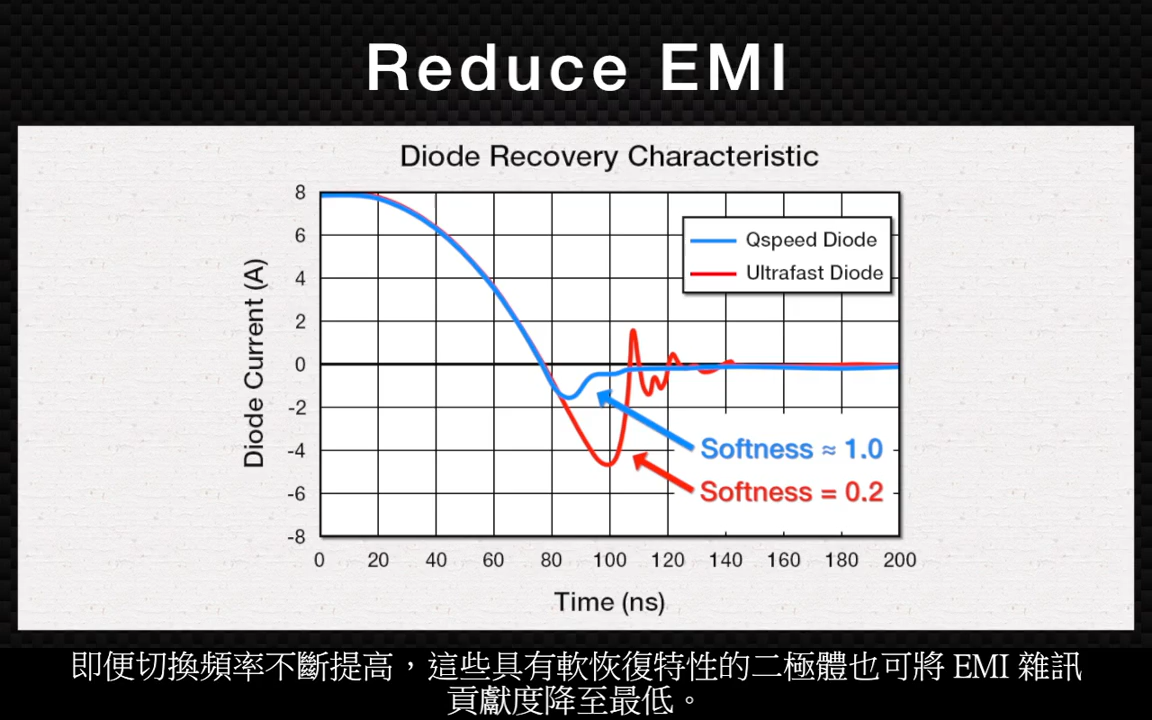 Reduce EMI
Diode Recovery Characteristic
Diode Current (A)
8
6
4
2
0
-2
-4
-6
-8
Qspeed Diode
Ultrafast Diode
Softness ≈ 1.0
Softness = 0.2
0 20 40 60 80 100 120 140 160 180 200
Time (ns)
即便切換頻率不斷提高，這些具有軟恢復特性的二極體也可將 EMI 雜訊
貢獻度降至最低。